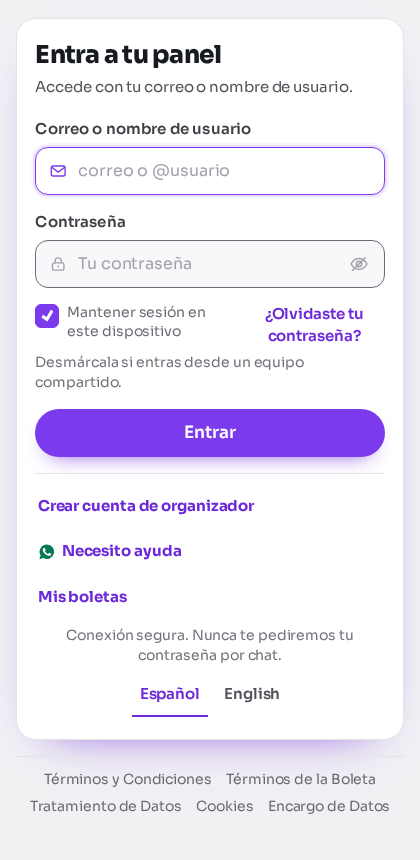 Entra a tu panel
Accede con tu correo o nombre de usuario.
Correo o nombre de usuario
correo o @usuario
Contraseña
Tu contraseña
Mantener sesión en
este dispositivo
¿Olvidaste tu
contraseña?
Desmárcala si entras desde un equipo
compartido.
Entrar
Crear cuenta de organizador
Necesito ayuda
Mis boletas
Conexión segura. Nunca te pediremos tu
contraseña por chat.
Español English
Términos y Condiciones Términos de la Boleta
Tratamiento de Datos Cookies Encargo de Datos